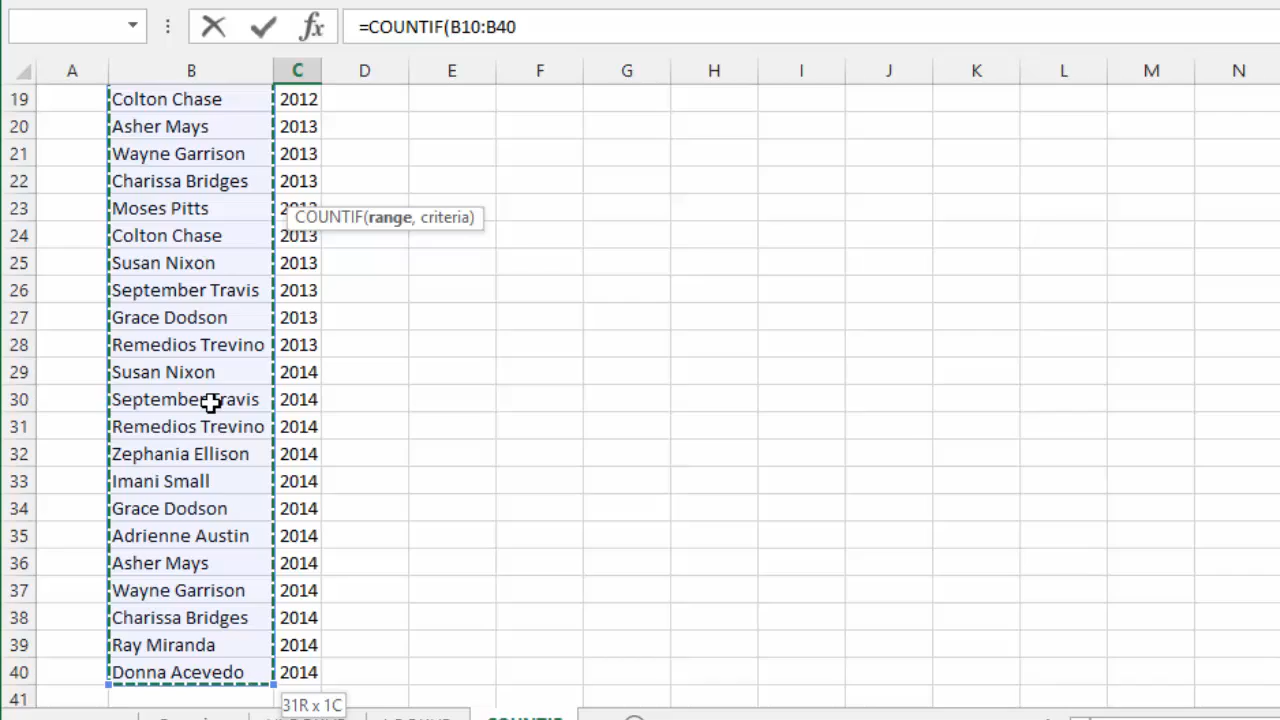 fx =COUNTIF(B10:B40
A B C D E F G H I J K L M N
19 Colton Chase 2012
20 Asher Mays 2013
21 Wayne Garrison 2013
22 Charissa Bridges 2013
23 Moses Pitts
COUNTIF(range, criteria)
24 Colton Chase 2013
25 Susan Nixon 2013
26 September Travis 2013
27 Grace Dodson 2013
28 Remedios Trevino 2013
29 Susan Nixon 2014
30 September Travis 2014
31 Remedios Trevino 2014
32 Zephania Ellison 2014
33 Imani Small 2014
34 Grace Dodson 2014
35 Adrienne Austin 2014
36 Asher Mays 2014
37 Wayne Garrison 2014
38 Charissa Bridges 2014
39 Ray Miranda 2014
40 Donna Acevedo 2014
41
31R x 1C
COUNTIF